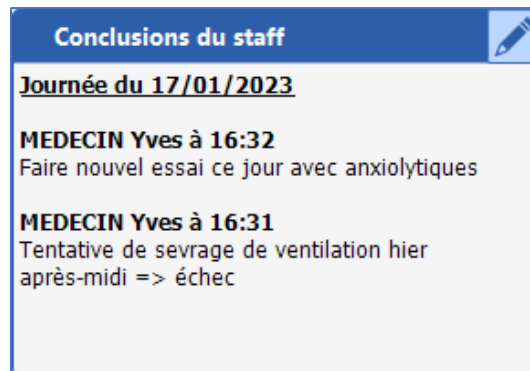 Conclusions du staff
Journée du 17/01/2023
MEDECIN Yves à 16:32
Faire nouvel essai ce jour avec anxiolytiques
MEDECIN Yves à 16:31
Tentative de sevrage de ventilation hier
après-midi => échec